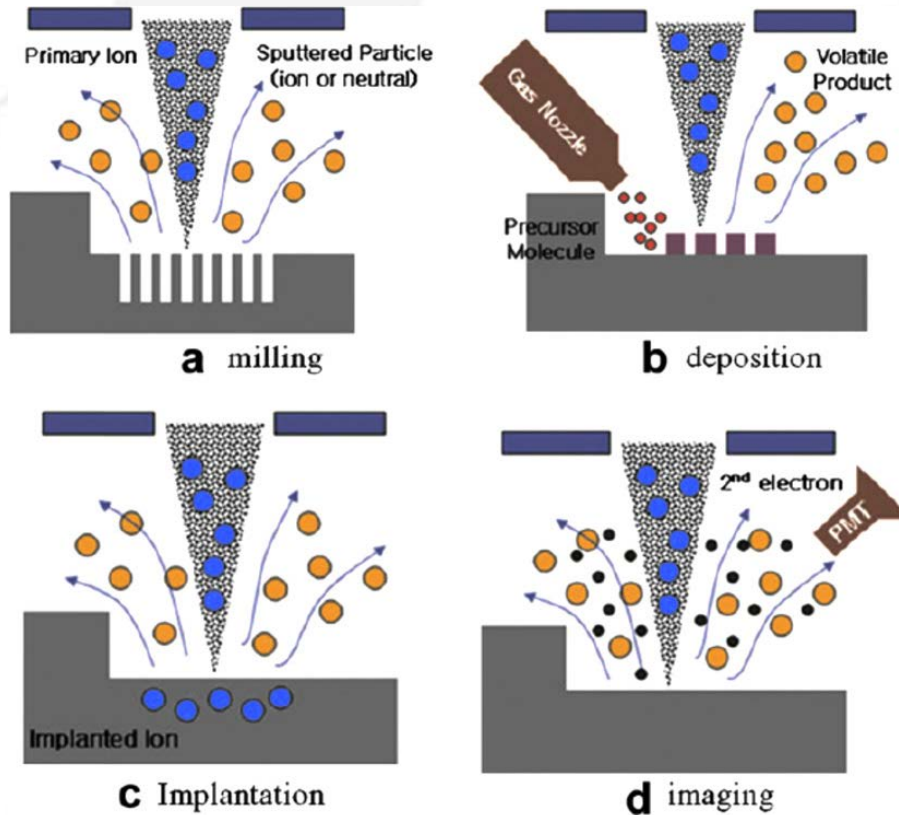 Primary Ion
Sputtered Particle
(ion or neutral)
a milling
Gas Nozzle
Volatile
Product
Precursor
Molecule
b deposition
Implanted Ion
c Implantation
2nd electron
PMT
d imaging